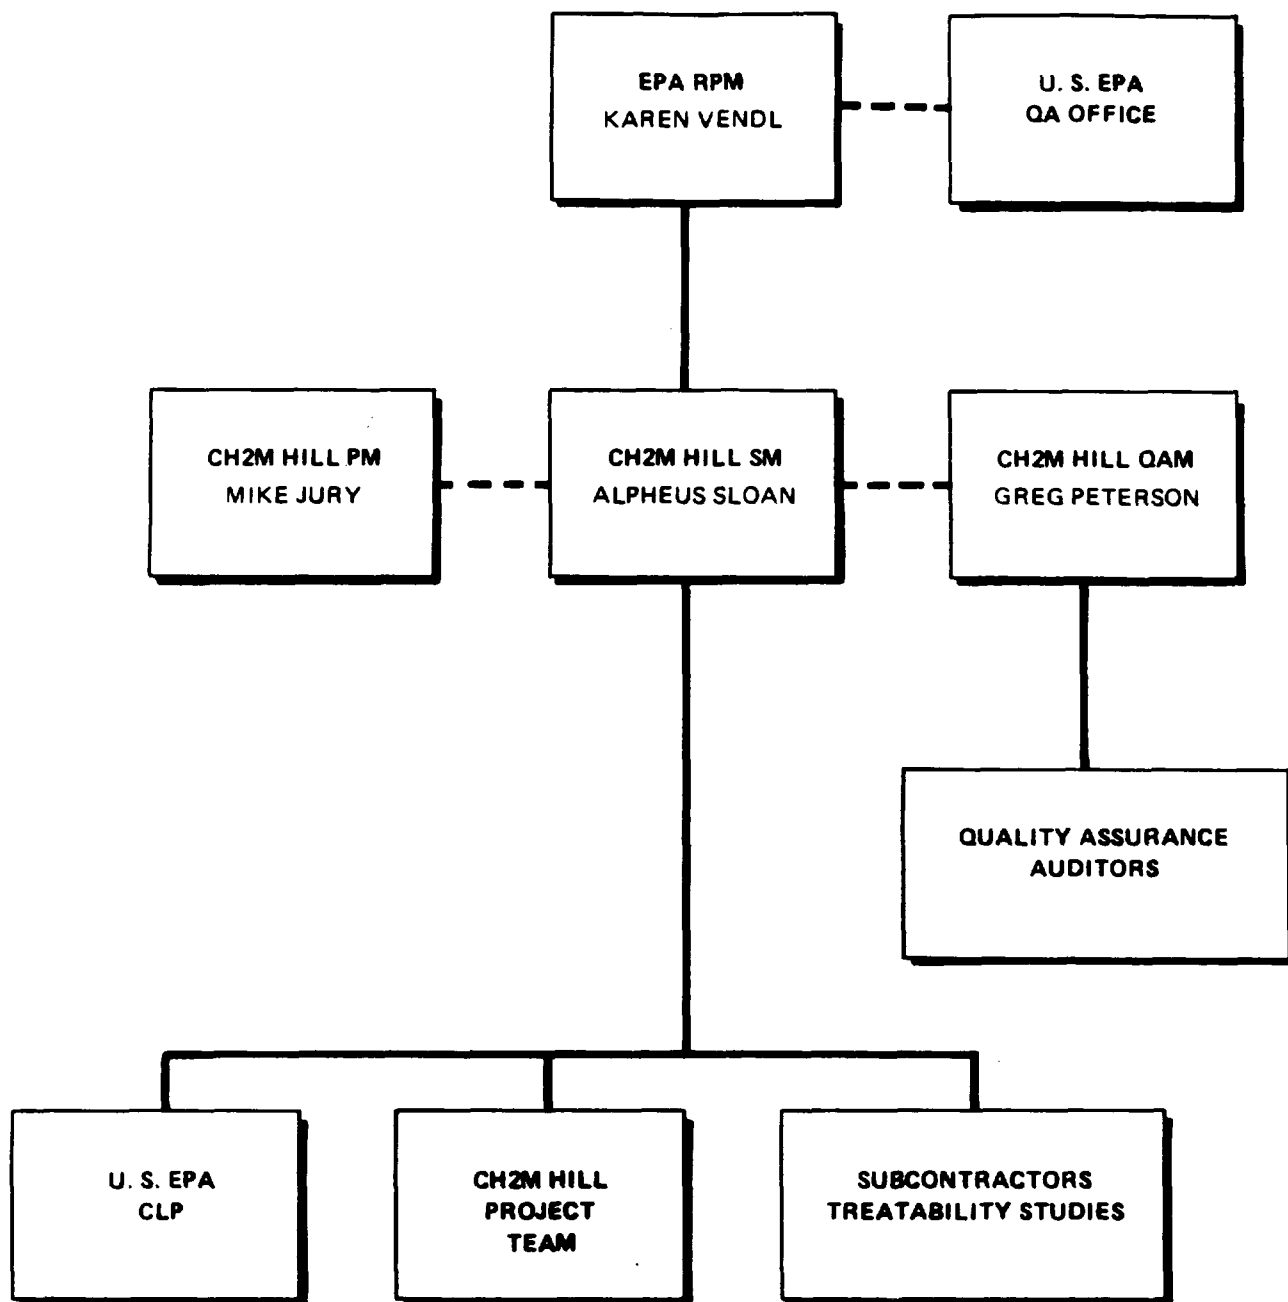 EPA RPM
KAREN VENDL
U. S. EPA
QA OFFICE
CH2M HILL PM
MIKE JURY
CH2M HILL SM
ALPHEUS SLOAN
CH2M HILL QAM
GREG PETERSON
QUALITY ASSURANCE
AUDITORS
U. S. EPA
CLP
CH2M HILL
PROJECT
TEAM
SUBCONTRACTORS
TREATABILITY STUDIES